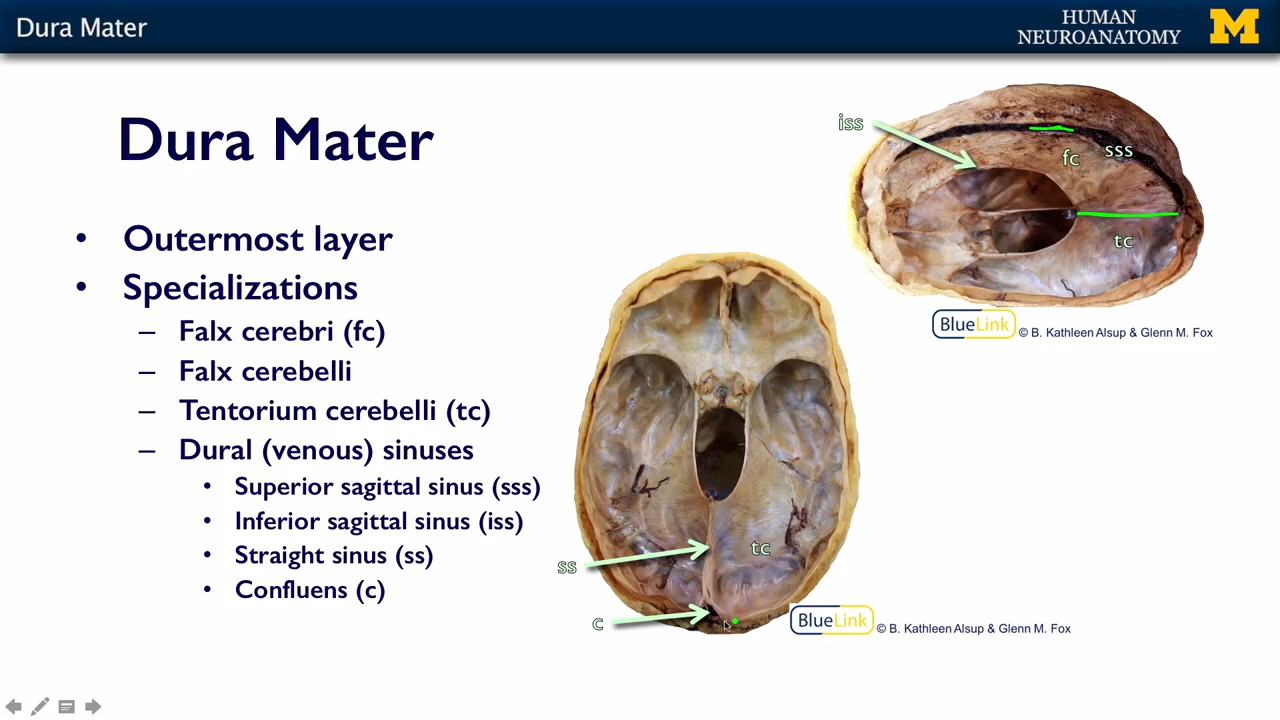 Dura Mater
HUMAN
NEUROANATOMY
M
Dura Mater
• Outermost layer
• Specializations
– Falx cerebri (fc)
– Falx cerebelli
– Tentorium cerebelli (tc)
– Dural (venous) sinuses
• Superior sagittal sinus (sss)
• Inferior sagittal sinus (iss)
• Straight sinus (ss)
• Confluens (c)
iss
fc
sss
tc
BlueLink © B. Kathleen Alsup & Glenn M. Fox
ss
tc
c
BlueLink © B. Kathleen Alsup & Glenn M. Fox